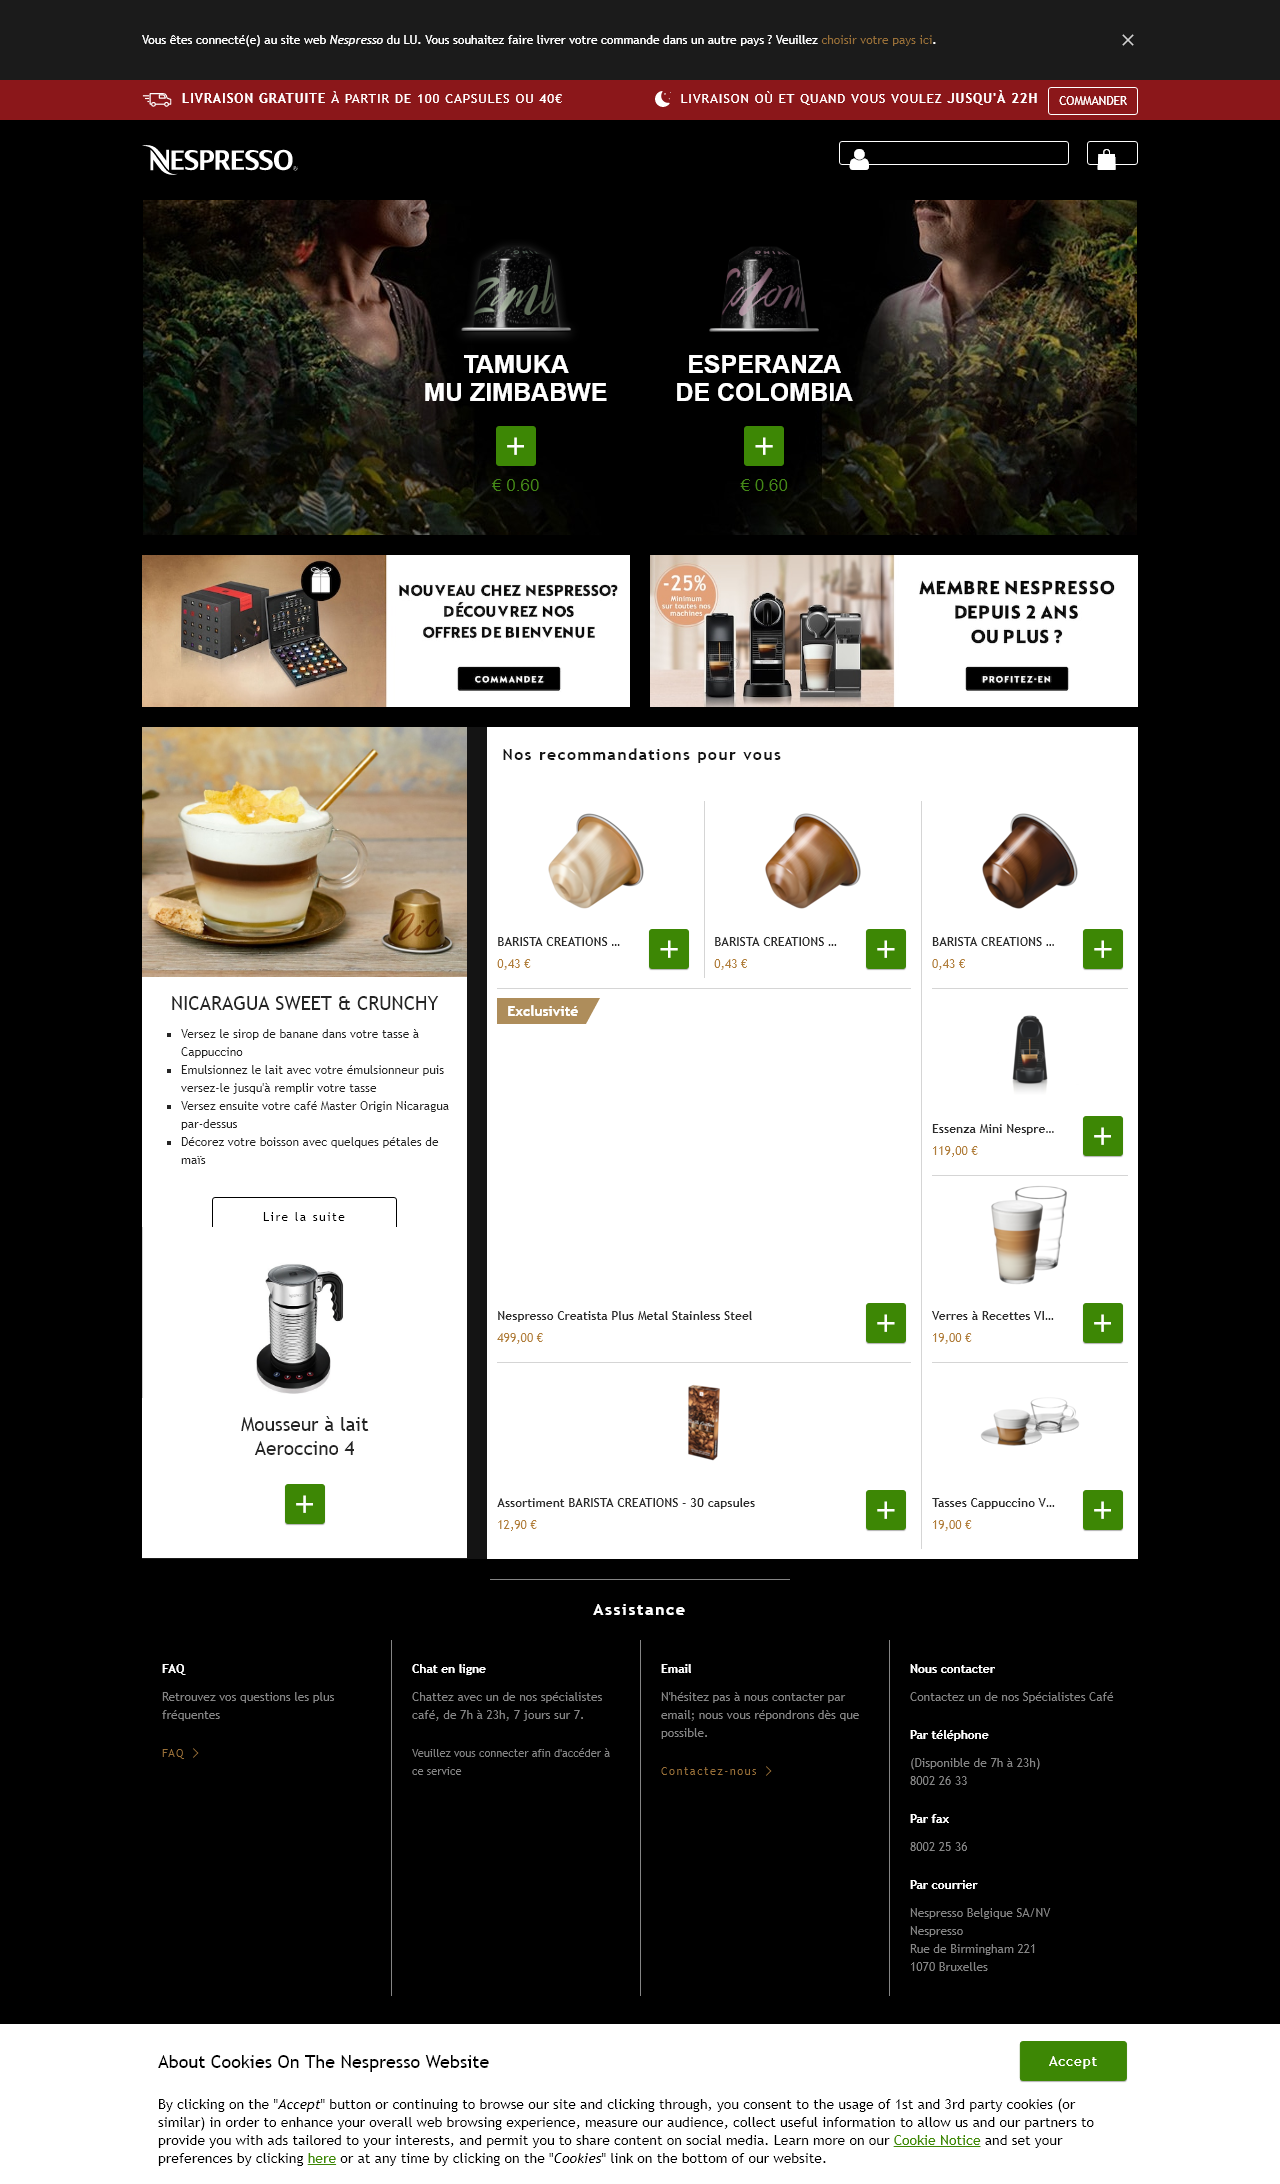 Vous êtes connecté(e) au site web Nespresso du LU. Vous souhaitez faire livrer votre commande dans un autre pays ? Veuillez choisir votre pays ici.
LIVRAISON GRATUITE À PARTIR DE 100 CAPSULES OU 40€
LIVRAISON OÙ ET QUAND VOUS VOULEZ JUSQU'À 22H
COMMANDER
NESPRESSO
Zimb
Colom
TAMUKA
MU ZIMBABWE
ESPERANZA
DE COLOMBIA
€ 0.60
€ 0.60
NOUVEAU CHEZ NESPRESSO?
DÉCOUVREZ NOS
OFFRES DE BIENVENUE
COMMANDEZ
-25%
Minimum
sur toutes nos
machines
MEMBRE NESPRESSO
DEPUIS 2 ANS
OU PLUS ?
PROFITEZ-EN
Nica
NICARAGUA SWEET & CRUNCHY
Versez le sirop de banane dans votre tasse à
Cappuccino
Emulsionnez le lait avec votre émulsionneur puis
versez-le jusqu'à remplir votre tasse
Versez ensuite votre café Master Origin Nicaragua
par-dessus
Décorez votre boisson avec quelques pétales de
maïs
Lire la suite
Mousseur à lait
Aeroccino 4
Nos recommandations pour vous
BARISTA CREATIONS ...
0,43 €
BARISTA CREATIONS ...
0,43 €
BARISTA CREATIONS ...
0,43 €
Exclusivité
Nespresso Creatista Plus Metal Stainless Steel
499,00 €
Essenza Mini Nespre...
119,00 €
Verres à Recettes VI...
19,00 €
Assortiment BARISTA CREATIONS - 30 capsules
12,90 €
Tasses Cappuccino V...
19,00 €
Assistance
FAQ
Retrouvez vos questions les plus
fréquentes
FAQ
Chat en ligne
Chattez avec un de nos spécialistes
café, de 7h à 23h, 7 jours sur 7.
Veuillez vous connecter afin d'accéder à
ce service
Email
N'hésitez pas à nous contacter par
email; nous vous répondrons dès que
possible.
Contactez-nous
Nous contacter
Contactez un de nos Spécialistes Café
Par téléphone
(Disponible de 7h à 23h)
8002 26 33
Par fax
8002 25 36
Par courrier
Nespresso Belgique SA/NV
Nespresso
Rue de Birmingham 221
1070 Bruxelles
About Cookies On The Nespresso Website
Accept
By clicking on the "Accept" button or continuing to browse our site and clicking through, you consent to the usage of 1st and 3rd party cookies (or
similar) in order to enhance your overall web browsing experience, measure our audience, collect useful information to allow us and our partners to
provide you with ads tailored to your interests, and permit you to share content on social media. Learn more on our Cookie Notice and set your
preferences by clicking here or at any time by clicking on the "Cookies" link on the bottom of our website.